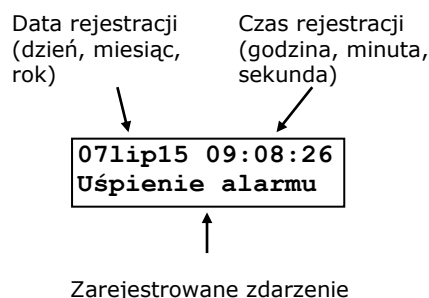 Data rejestracji
(dzień, miesiąc,
rok)
Czas rejestracji
(godzina, minuta,
sekunda)
07lip15 09:08:26
Uśpienie alarmu
Zarejestrowane zdarzenie